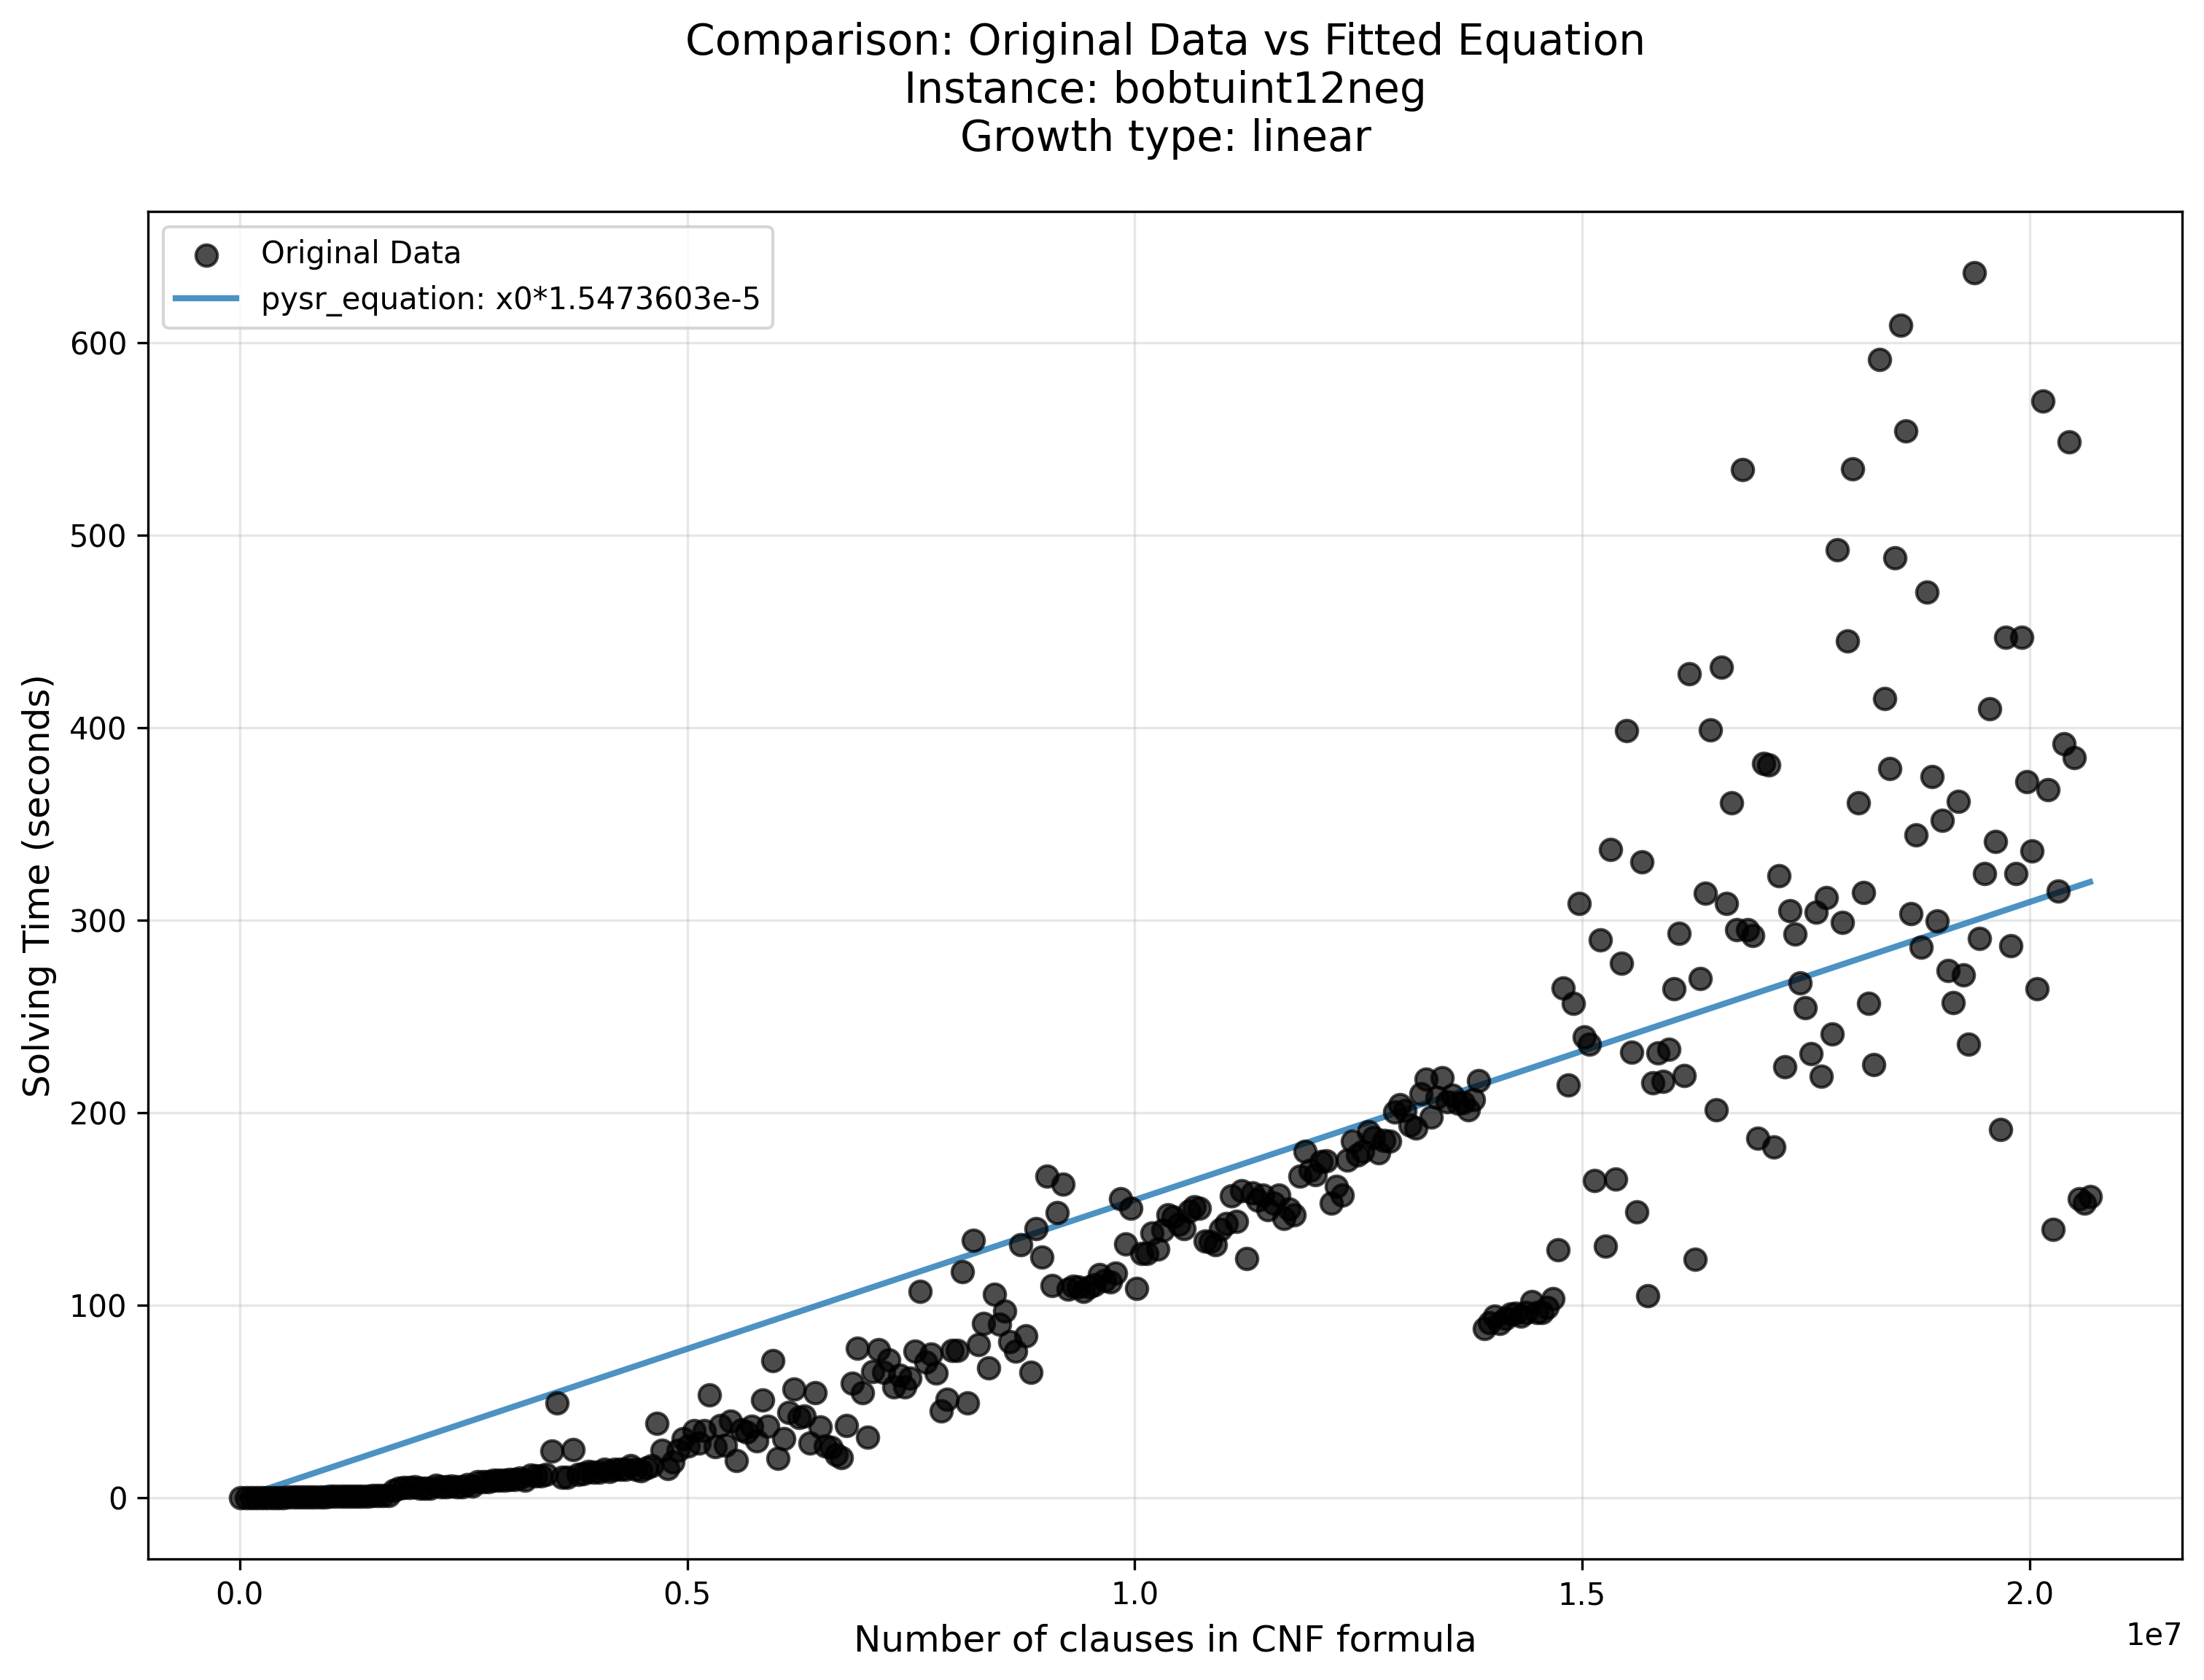 Comparison: Original Data vs Fitted Equation
Instance: bobtuint12neg
Growth type: linear
Original Data
pysr_equation: x0*1.5473603e-5
600
500
400
300
200
100
0
Solving Time (seconds)
0.0 0.5 1.0 1.5 2.0
1e7
Number of clauses in CNF formula